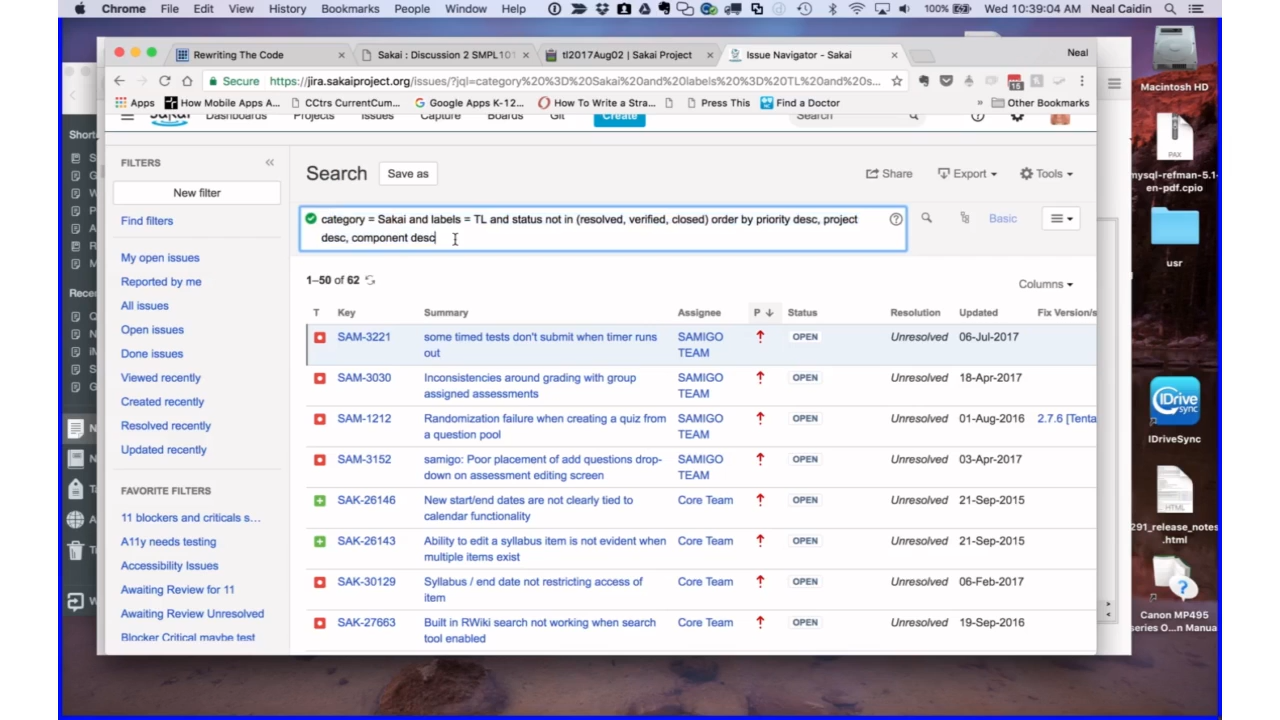 Chrome File Edit View History Bookmarks People Window Help 100% Wed 10:39:04 AM Neal Caidin
Rewriting The Code
Sakai : Discussion 2 SMPL101
tl2017Aug02 | Sakai Project
Issue Navigator - Sakai
Neal
Secure https://jira.sakaiproject.org/issues/?jql=category%20%3D%20Sakai%20and%20labels%20%3D%20TL%20and%20s...
Apps How Mobile Apps A... CCtrs CurrentCum... Google Apps K-12... How To Write a Stra... Press This Find a Doctor » Other Bookmarks
Sakai Dashboards Projects Issues Capture Boards Git Create Search
FILTERS
New filter
Find filters
My open issues
Reported by me
All issues
Open issues
Done issues
Viewed recently
Created recently
Resolved recently
Updated recently
FAVORITE FILTERS
11 blockers and criticals s...
A11y needs testing
Accessibility Issues
Awaiting Review for 11
Awaiting Review Unresolved
Blocker Critical maybe test
Search Save as Share Export Tools
category = Sakai and labels = TL and status not in (resolved, verified, closed) order by priority desc, project
desc, component desc
Basic
1–50 of 62
Columns
T Key Summary Assignee P Status Resolution Updated Fix Version/s
SAM-3221 some timed tests don't submit when timer runs SAMIGO OPEN Unresolved 06-Jul-2017
out TEAM
SAM-3030 Inconsistencies around grading with group SAMIGO OPEN Unresolved 18-Apr-2017
assigned assessments TEAM
SAM-1212 Randomization failure when creating a quiz from SAMIGO OPEN Unresolved 01-Aug-2016 2.7.6 [Tenta
a question pool TEAM
SAM-3152 samigo: Poor placement of add questions drop- SAMIGO OPEN Unresolved 03-Apr-2017
down on assessment editing screen TEAM
SAK-26146 New start/end dates are not clearly tied to Core Team OPEN Unresolved 21-Sep-2015
calendar functionality
SAK-26143 Ability to edit a syllabus item is not evident when Core Team OPEN Unresolved 21-Sep-2015
multiple items exist
SAK-30129 Syllabus / end date not restricting access of Core Team OPEN Unresolved 06-Feb-2017
item
SAK-27663 Built in RWiki search not working when search Core Team OPEN Unresolved 19-Sep-2016
tool enabled
Macintosh HD
PAX
mysql-refman-5.1-
en-pdf.cpio
usr
IDrive
sync
IDriveSync
HTML
291_release_notes
.html
Canon MP495
series O...n Manua